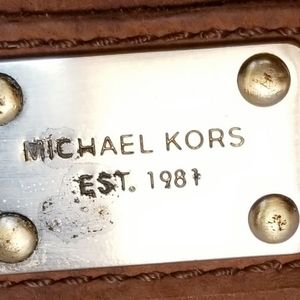 MICHAEL KORS
EST. 1981